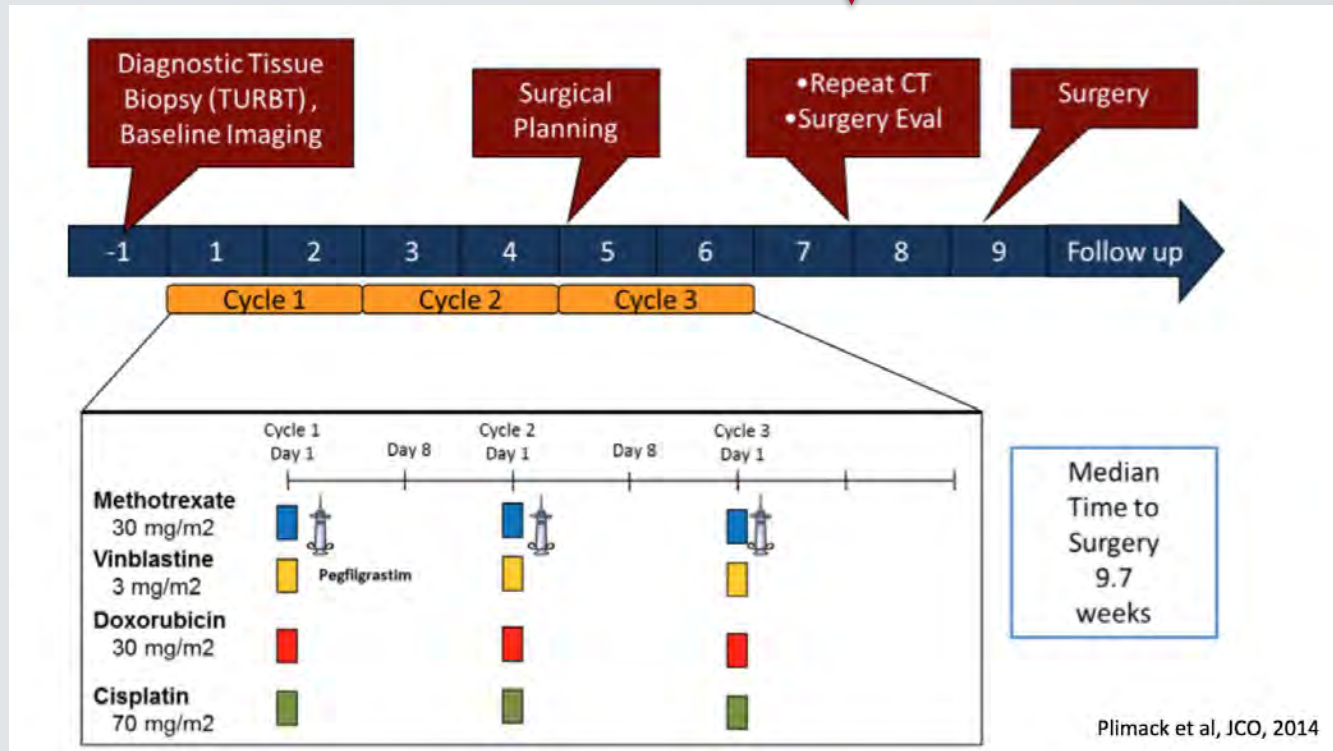 Diagnostic Tissue
Biopsy (TURBT) ,
Baseline Imaging
Surgical
Planning
•Repeat CT
•Surgery Eval
Surgery
-1 1 2 3 4 5 6 7 8 9 Follow up
Cycle 1 Cycle 2 Cycle 3
Cycle 1
Day 1
Day 8
Cycle 2
Day 1
Day 8
Cycle 3
Day 1
Methotrexate
30 mg/m2
Pegfilgrastim
Vinblastine
3 mg/m2
Doxorubicin
30 mg/m2
Cisplatin
70 mg/m2
Median
Time to
Surgery
9.7
weeks
Plimack et al, JCO, 2014